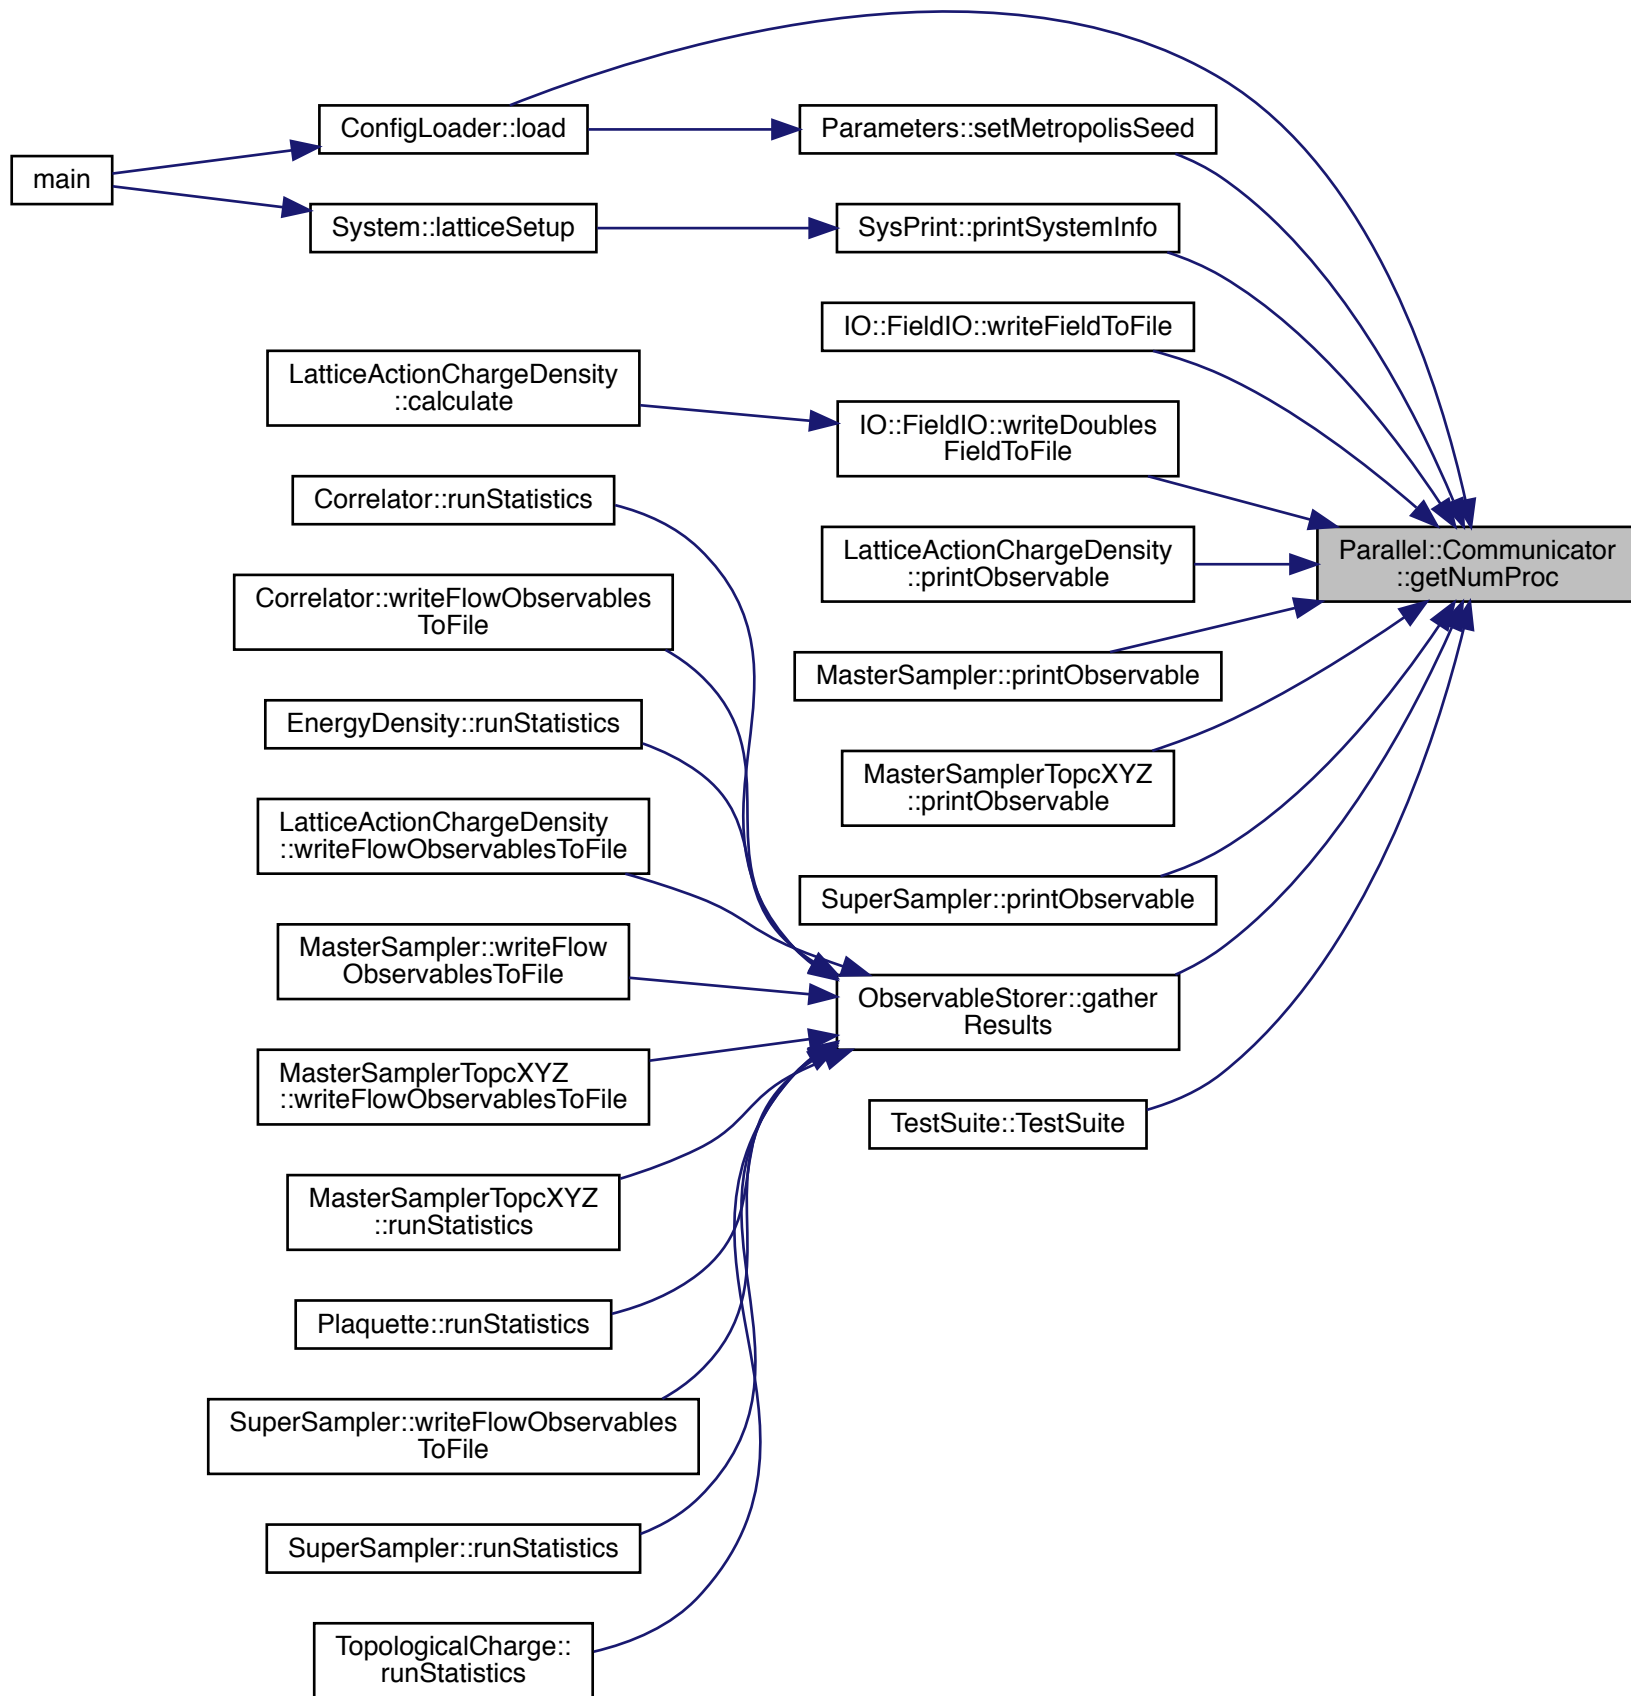 main
ConfigLoader::load
System::latticeSetup
Parameters::setMetropolisSeed
SysPrint::printSystemInfo
IO::FieldIO::writeFieldToFile
LatticeActionChargeDensity
::calculate
IO::FieldIO::writeDoubles
FieldToFile
Correlator::runStatistics
LatticeActionChargeDensity
::printObservable
Parallel::Communicator
::getNumProc
Correlator::writeFlowObservables
ToFile
MasterSampler::printObservable
EnergyDensity::runStatistics
MasterSamplerTopcXYZ
::printObservable
LatticeActionChargeDensity
::writeFlowObservablesToFile
SuperSampler::printObservable
MasterSampler::writeFlow
ObservablesToFile
ObservableStorer::gather
Results
MasterSamplerTopcXYZ
::writeFlowObservablesToFile
TestSuite::TestSuite
MasterSamplerTopcXYZ
::runStatistics
Plaquette::runStatistics
SuperSampler::writeFlowObservables
ToFile
SuperSampler::runStatistics
TopologicalCharge::
runStatistics